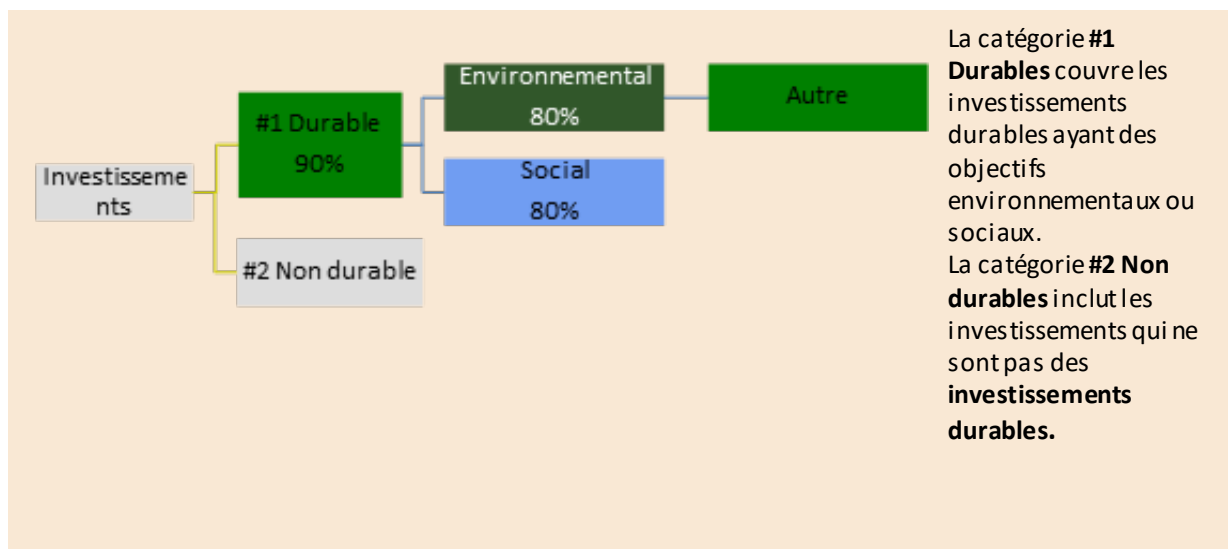 Investisseme
nts
#1 Durable
90%
#2 Non durable
Environnemental
80%
Social
80%
Autre
La catégorie #1
Durables couvre les
investissements
durables ayant des
objectifs
environnementaux ou
sociaux.
La catégorie #2 Non
durables inclut les
investissements qui ne
sont pas des
investissements
durables.